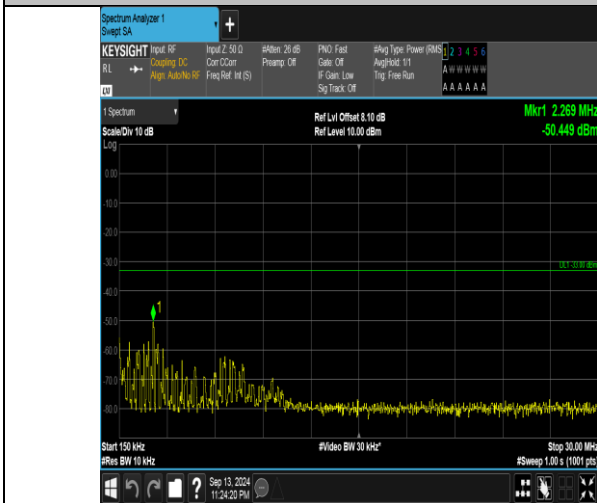 Spectrum Analyzer 1
Swept SA
+
KEYSIGHT
RL
Input: RF
Coupling: DC
Align: Auto/No RF
Input Z: 50 Ω
Corr CCorr
Freq Ref: Int (S)
#Atten: 26 dB
Preamp: Off
PNO: Fast
Gate: Off
IF Gain: Low
Sig Track: Off
#Avg Type: Power (RMS
Avg|Hold: 1/1
Trig: Free Run
1 2 3 4 5 6
A W W W W W
A A A A A A
1 Spectrum
Scale/Div 10 dB
Log
Ref Lvl Offset 8.10 dB
Ref Level 10.00 dBm
Mkr1 2.269 MHz
-50.449 dBm
0.00
-10.0
-20.0
-30.0
DL1 -33.00 dBm
-40.0
1
-50.0
-60.0
-70.0
-80.0
Start 150 kHz
#Res BW 10 kHz
#Video BW 30 kHz*
Stop 30.00 MHz
#Sweep 1.00 s (1001 pts)
?
Sep 13, 2024
11:24:20 PM